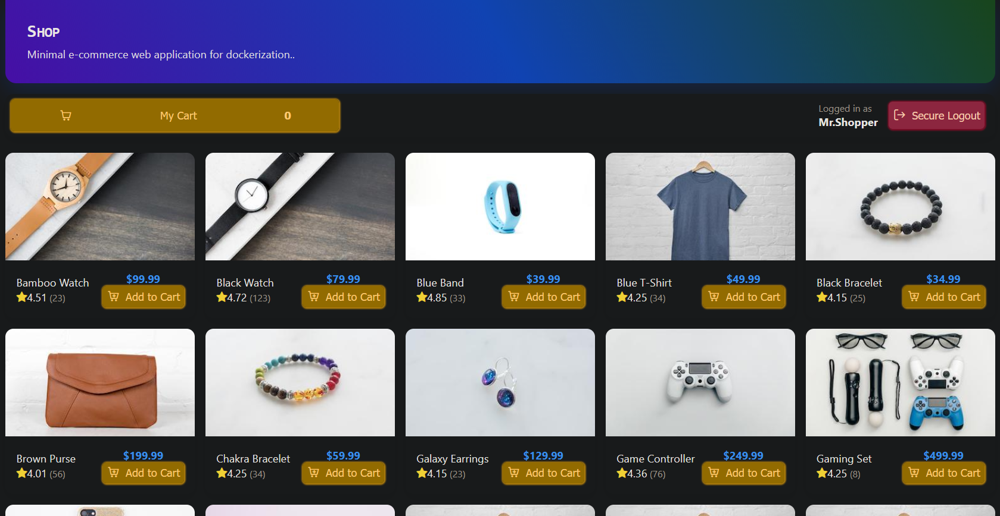 Shop
Minimal e-commerce web application for dockerization..
My Cart 0
Logged in as
Mr.Shopper
Secure Logout
Bamboo Watch
$99.99
4.51 (23)
Add to Cart
Black Watch
$79.99
4.72 (123)
Add to Cart
Blue Band
$39.99
4.85 (33)
Add to Cart
Blue T-Shirt
$49.99
4.25 (34)
Add to Cart
Black Bracelet
$34.99
4.15 (25)
Add to Cart
Brown Purse
$199.99
4.01 (56)
Add to Cart
Chakra Bracelet
$59.99
4.25 (34)
Add to Cart
Galaxy Earrings
$129.99
4.15 (23)
Add to Cart
Game Controller
$249.99
4.36 (76)
Add to Cart
Gaming Set
$499.99
4.25 (8)
Add to Cart